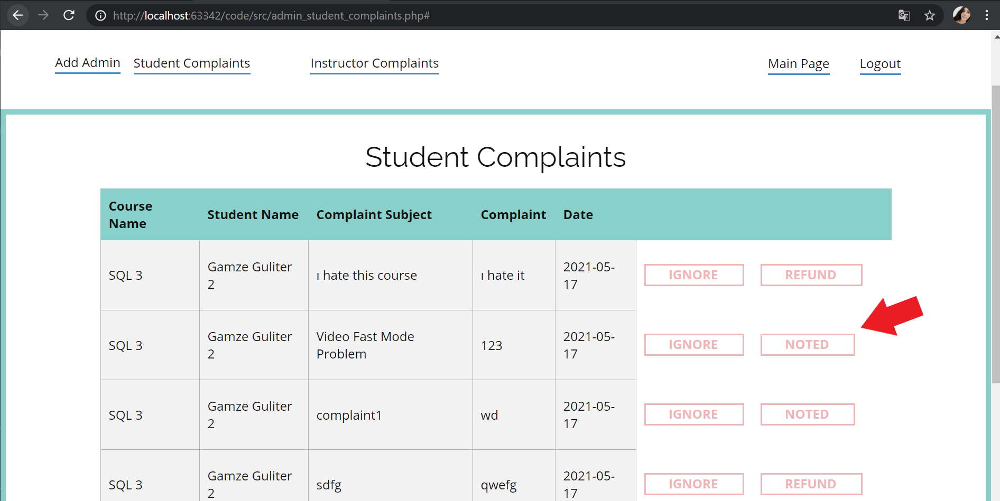 http://localhost:63342/code/src/admin_student_complaints.php#
Add Admin Student Complaints Instructor Complaints Main Page Logout
Student Complaints
Course Name Student Name Complaint Subject Complaint Date
SQL 3 Gamze Guliter 2 ı hate this course ı hate it 2021-05-17 IGNORE REFUND
SQL 3 Gamze Guliter 2 Video Fast Mode Problem 123 2021-05-17 IGNORE NOTED
SQL 3 Gamze Guliter 2 complaint1 wd 2021-05-17 IGNORE NOTED
SQL 3 Gamze Guliter 2 sdfg qwefg 2021-05-17 IGNORE REFUND